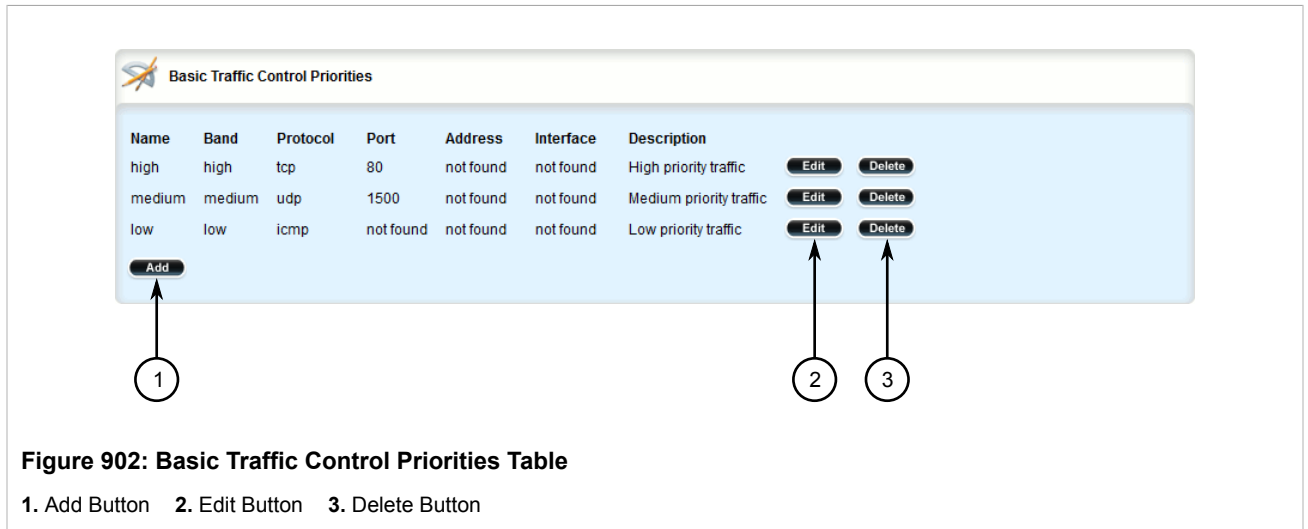 Basic Traffic Control Priorities
Name Band Protocol Port Address Interface Description
high high tcp 80 not found not found High priority traffic Edit Delete
medium medium udp 1500 not found not found Medium priority traffic Edit Delete
low low icmp not found not found not found Low priority traffic Edit Delete
Add
1 2 3
Figure 902: Basic Traffic Control Priorities Table
1. Add Button 2. Edit Button 3. Delete Button